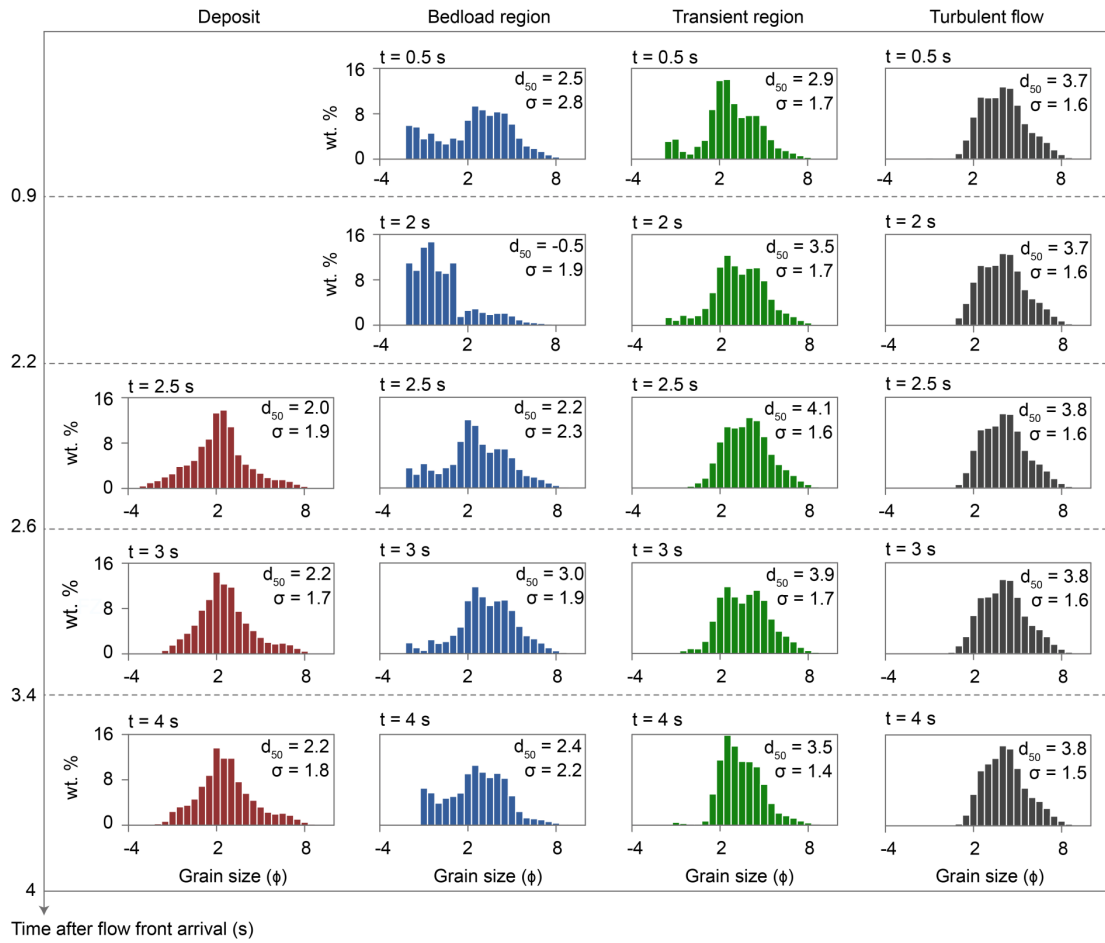 Deposit Bedload region Transient region Turbulent flow
t = 0.5 s t = 0.5 s t = 0.5 s
16 d50 = 2.5 d50 = 2.9 d50 = 3.7
σ = 2.8 σ = 1.7 σ = 1.6
wt. %
8
0
-4 2 8 -4 2 8 -4 2 8
0.9
t = 2 s t = 2 s t = 2 s
16 d50 = -0.5 d50 = 3.5 d50 = 3.7
σ = 1.9 σ = 1.7 σ = 1.6
wt. %
8
0
-4 2 8 -4 2 8 -4 2 8
2.2
t = 2.5 s t = 2.5 s t = 2.5 s t = 2.5 s
16 d50 = 2.0 d50 = 2.2 d50 = 4.1 d50 = 3.8
σ = 1.9 σ = 2.3 σ = 1.6 σ = 1.6
wt. %
8
0
-4 2 8 -4 2 8 -4 2 8 -4 2 8
2.6
t = 3 s t = 3 s t = 3 s t = 3 s
16 d50 = 2.2 d50 = 3.0 d50 = 3.9 d50 = 3.8
σ = 1.7 σ = 1.9 σ = 1.7 σ = 1.6
wt. %
8
0
-4 2 8 -4 2 8 -4 2 8 -4 2 8
3.4
t = 4 s t = 4 s t = 4 s t = 4 s
16 d50 = 2.2 d50 = 2.4 d50 = 3.5 d50 = 3.8
σ = 1.8 σ = 2.2 σ = 1.4 σ = 1.5
wt. %
8
0
-4 2 8 -4 2 8 -4 2 8 -4 2 8
Grain size (ϕ) Grain size (ϕ) Grain size (ϕ) Grain size (ϕ)
4
Time after flow front arrival (s)